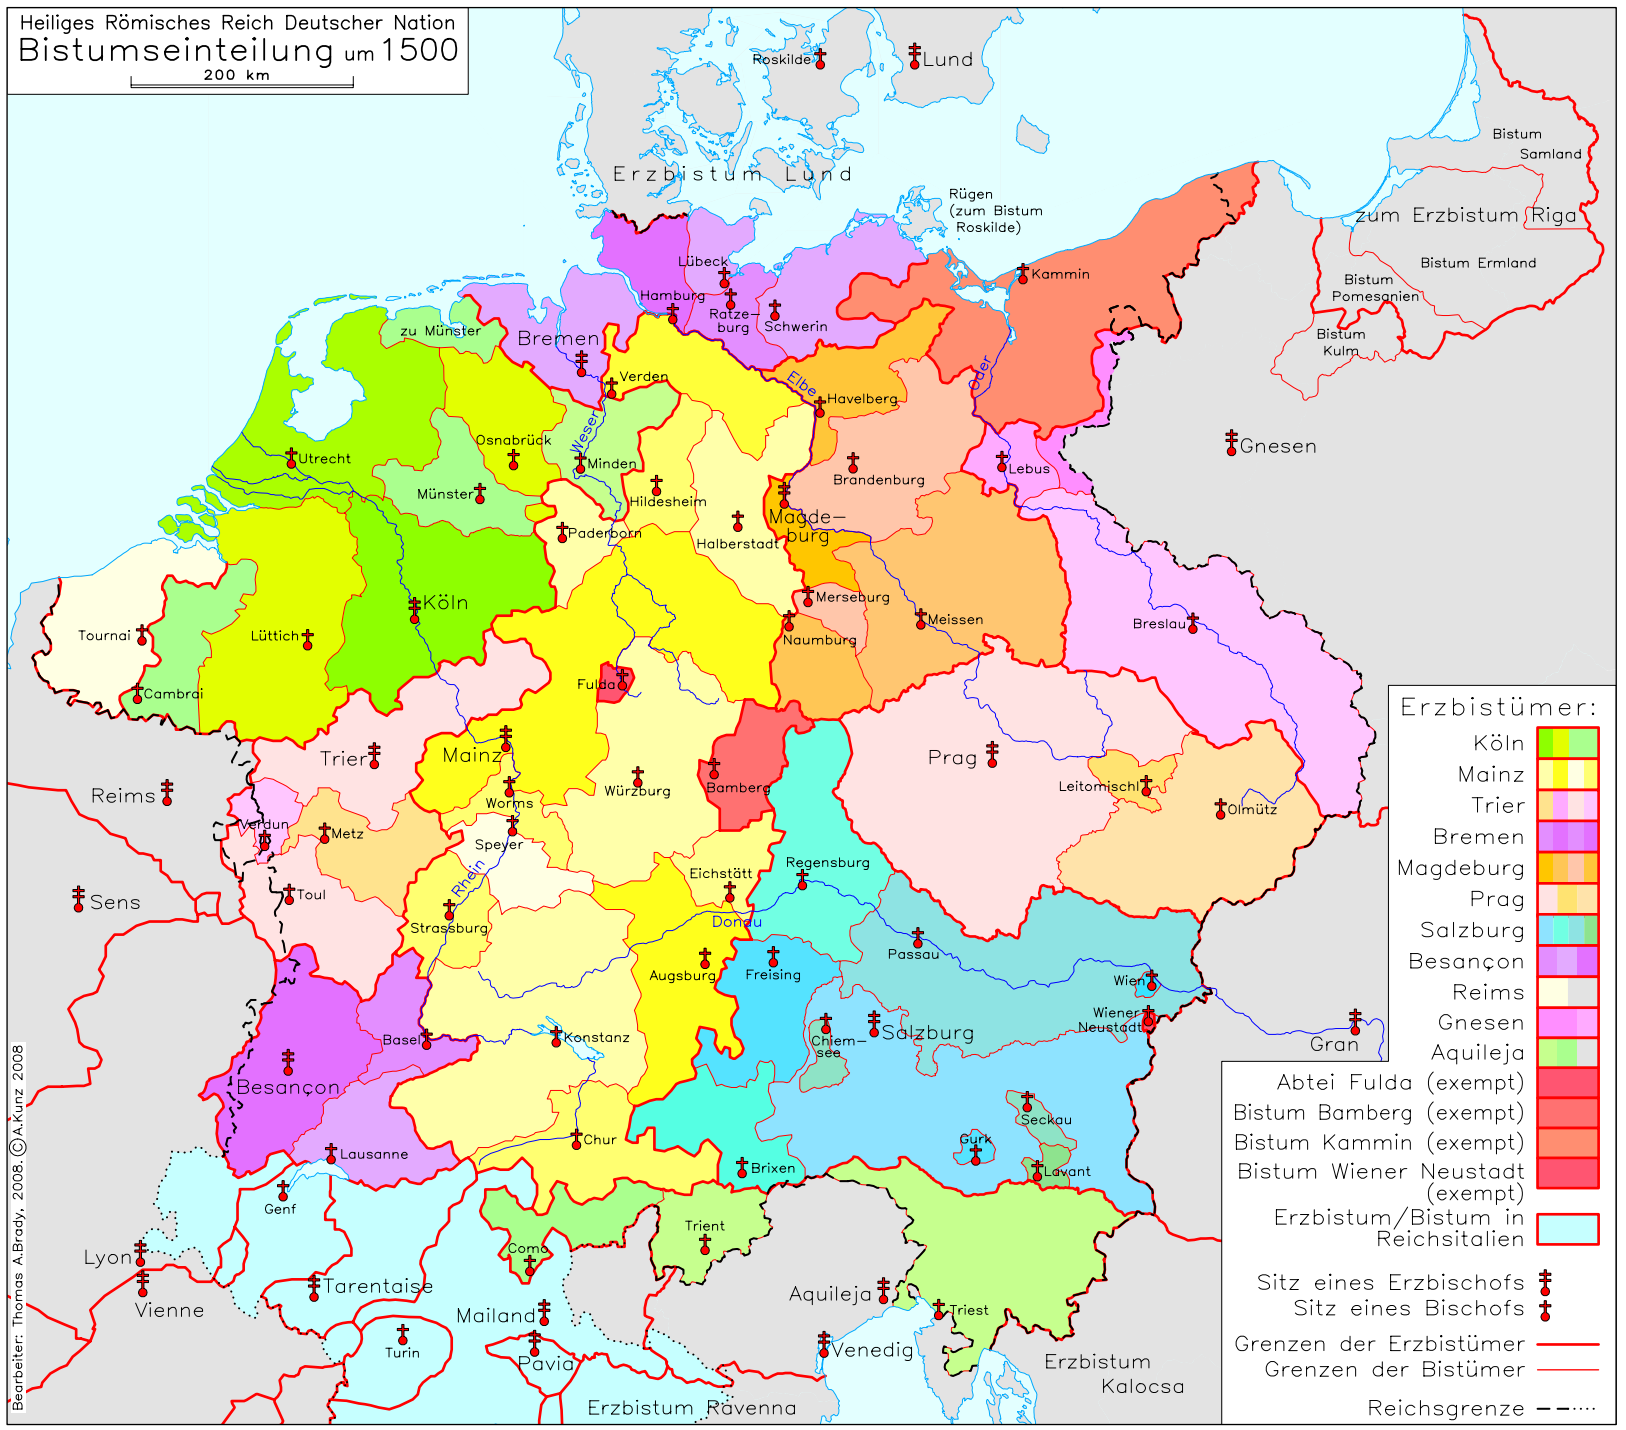 Heiliges Römisches Reich Deutscher Nation
Bistumseinteilung um 1500
200 km
Roskilde
Lund
Erzbistum Lund
Rügen
(zum Bistum
Roskilde)
Bistum
Samland
zum Erzbistum Riga
Bistum Ermland
Bistum
Pomesanien
Bistum
Kulm
Kammin
Lübeck
Hamburg
Ratze-
burg
Schwerin
zu Münster
Bremen
Verden
Elbe
Oder
Havelberg
Weser
Osnabrück
Utrecht
Minden
Münster
Hildesheim
Brandenburg
Lebus
Gnesen
Magde-
burg
Halberstadt
Paderborn
Merseburg
Köln
Naumburg
Meissen
Breslau
Tournai
Lüttich
Cambrai
Fulda
Trier
Mainz
Worms
Würzburg
Bamberg
Prag
Leitomischl
Olmütz
Reims
Verdun
Metz
Speyer
Rhein
Eichstätt
Regensburg
Sens
Toul
Strassburg
Donau
Augsburg
Freising
Passau
Wien
Wiener
Neustadt
Gran
Basel
Konstanz
Chiem-
see
Salzburg
Besançon
Seckau
Gurk
Lavant
Lausanne
Chur
Brixen
Genf
Trient
Como
Lyon
Vienne
Tarentaise
Turin
Mailand
Pavia
Aquileja
Triest
Venedig
Erzbistum
Kalocsa
Erzbistum Ravenna
Erzbistümer:
Köln
Mainz
Trier
Bremen
Magdeburg
Prag
Salzburg
Besançon
Reims
Gnesen
Aquileja
Abtei Fulda (exempt)
Bistum Bamberg (exempt)
Bistum Kammin (exempt)
Bistum Wiener Neustadt
(exempt)
Erzbistum/Bistum in
Reichsitalien
Sitz eines Erzbischofs
Sitz eines Bischofs
Grenzen der Erzbistümer
Grenzen der Bistümer
Reichsgrenze
Bearbeiter: Thomas A.Brady, 2008. ©A.Kunz 2008